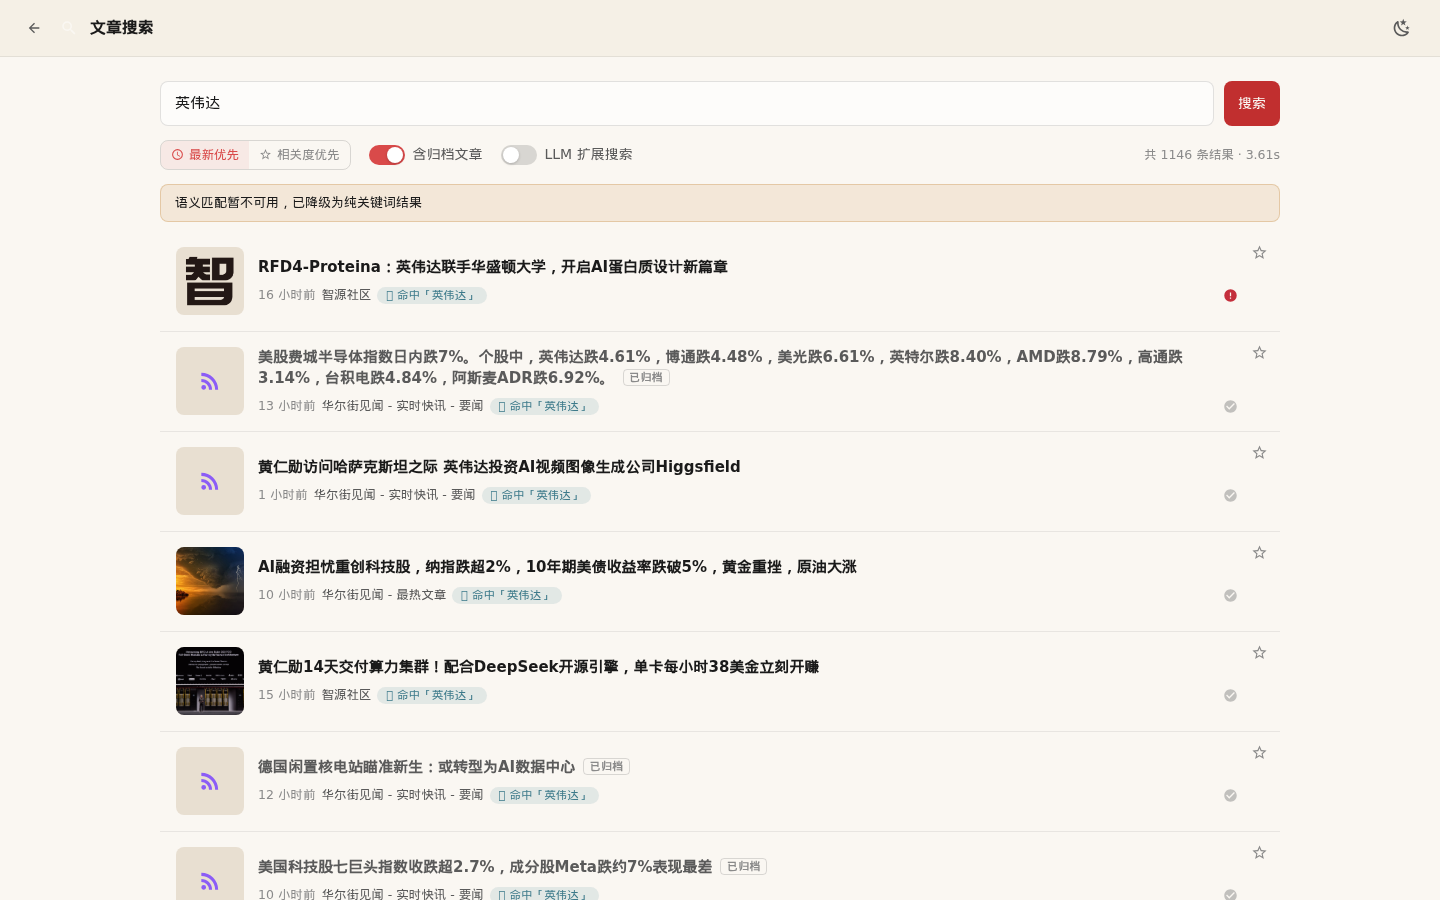 文章搜索
英伟达
搜索
最新优先
相关度优先
含归档文章
LLM 扩展搜索
共 1146 条结果 · 3.61s
语义匹配暂不可用，已降级为纯关键词结果
智
RFD4-Proteina：英伟达联手华盛顿大学，开启AI蛋白质设计新篇章
16 小时前 智源社区 命中「英伟达」
美股费城半导体指数日内跌7%。个股中，英伟达跌4.61%，博通跌4.48%，美光跌6.61%，英特尔跌8.40%，AMD跌8.79%，高通跌
3.14%，台积电跌4.84%，阿斯麦ADR跌6.92%。 已归档
13 小时前 华尔街见闻 - 实时快讯 - 要闻 命中「英伟达」
黄仁勋访问哈萨克斯坦之际 英伟达投资AI视频图像生成公司Higgsfield
1 小时前 华尔街见闻 - 实时快讯 - 要闻 命中「英伟达」
AI融资担忧重创科技股，纳指跌超2%，10年期美债收益率跌破5%，黄金重挫，原油大涨
10 小时前 华尔街见闻 - 最热文章 命中「英伟达」
黄仁勋14天交付算力集群！配合DeepSeek开源引擎，单卡每小时38美金立刻开赚
15 小时前 智源社区 命中「英伟达」
德国闲置核电站瞄准新生：或转型为AI数据中心 已归档
12 小时前 华尔街见闻 - 实时快讯 - 要闻 命中「英伟达」
美国科技股七巨头指数收跌超2.7%，成分股Meta跌约7%表现最差 已归档
10 小时前 华尔街见闻 - 实时快讯 - 要闻 命中「英伟达」